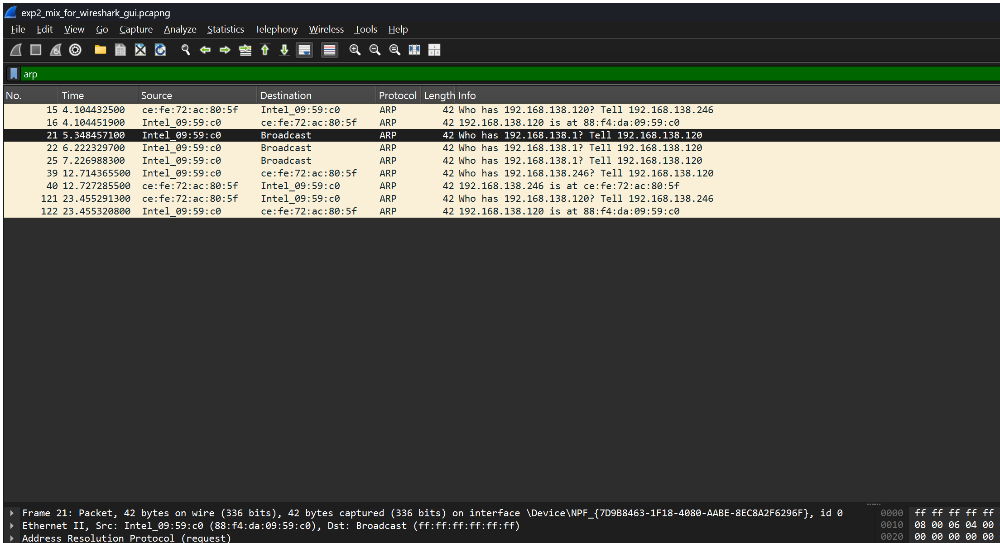 exp2_mix_for_wireshark_gui.pcapng
File Edit View Go Capture Analyze Statistics Telephony Wireless Tools Help
arp
No. Time Source Destination Protocol Length Info
15 4.104432500 ce:fe:72:ac:80:5f Intel_09:59:c0 ARP 42 Who has 192.168.138.120? Tell 192.168.138.246
16 4.104451900 Intel_09:59:c0 ce:fe:72:ac:80:5f ARP 42 192.168.138.120 is at 88:f4:da:09:59:c0
21 5.348457100 Intel_09:59:c0 Broadcast ARP 42 Who has 192.168.138.1? Tell 192.168.138.120
22 6.222329700 Intel_09:59:c0 Broadcast ARP 42 Who has 192.168.138.1? Tell 192.168.138.120
25 7.226988300 Intel_09:59:c0 Broadcast ARP 42 Who has 192.168.138.1? Tell 192.168.138.120
39 12.714365500 Intel_09:59:c0 ce:fe:72:ac:80:5f ARP 42 Who has 192.168.138.246? Tell 192.168.138.120
40 12.727285500 ce:fe:72:ac:80:5f Intel_09:59:c0 ARP 42 192.168.138.246 is at ce:fe:72:ac:80:5f
121 23.455291300 ce:fe:72:ac:80:5f Intel_09:59:c0 ARP 42 Who has 192.168.138.120? Tell 192.168.138.246
122 23.455320800 Intel_09:59:c0 ce:fe:72:ac:80:5f ARP 42 192.168.138.120 is at 88:f4:da:09:59:c0
Frame 21: Packet, 42 bytes on wire (336 bits), 42 bytes captured (336 bits) on interface \Device\NPF_{7D9B8463-1F18-4080-AABE-8EC8A2F6296F}, id 0
Ethernet II, Src: Intel_09:59:c0 (88:f4:da:09:59:c0), Dst: Broadcast (ff:ff:ff:ff:ff:ff)
Address Resolution Protocol (request)
0000 ff ff ff ff ff
0010 08 00 06 04 00
0020 00 00 00 00 00